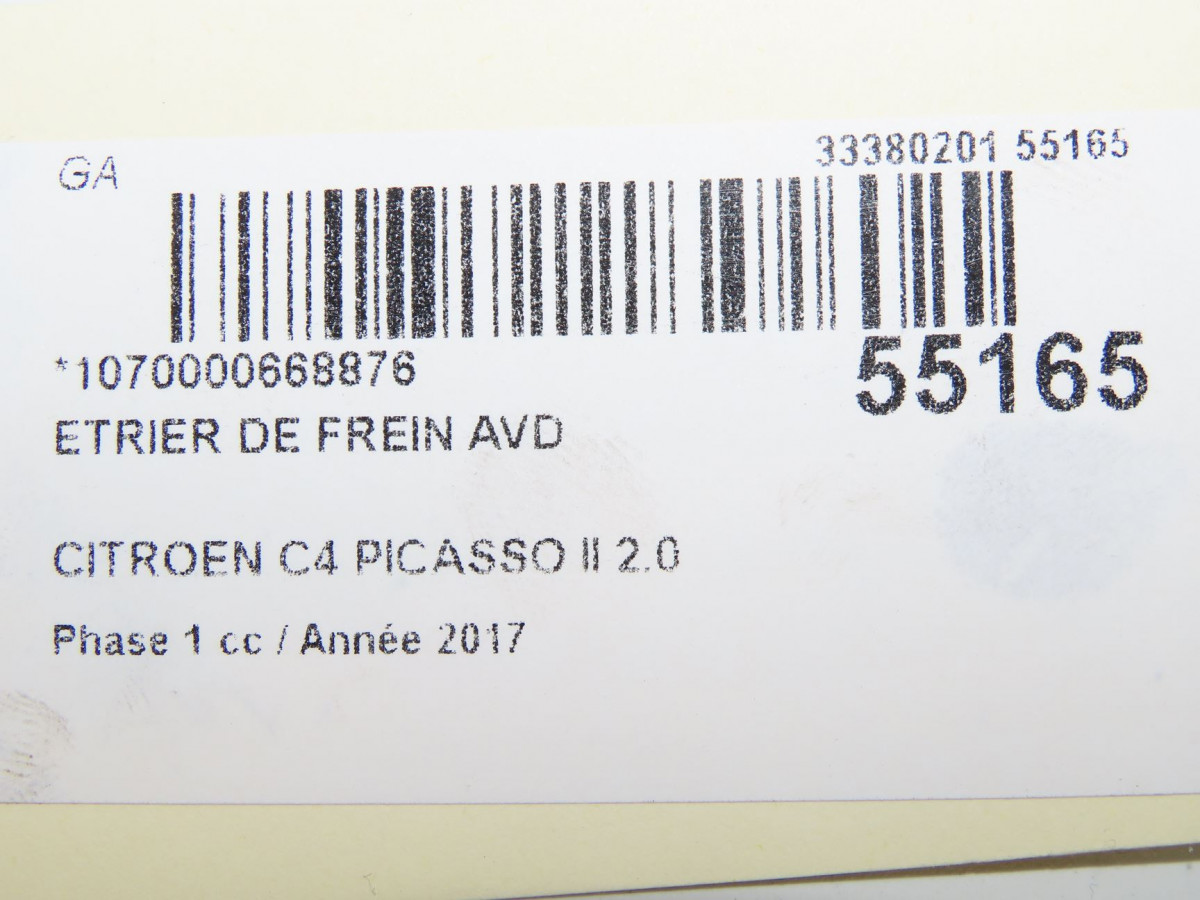 GA
33380201 55165
*1070000668876
55165
ETRIER DE FREIN AVD
CITROEN C4 PICASSO II 2.0
Phase 1 cc / Année 2017